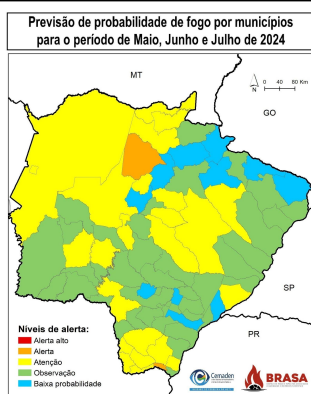 Previsão de probabilidade de fogo por municípios
para o período de Maio, Junho e Julho de 2024
MT
N
0 40 80 Km
GO
SP
PR
Níveis de alerta:
Alerta alto
Alerta
Atenção
Observação
Baixa probabilidade
Cemaden
BRASA